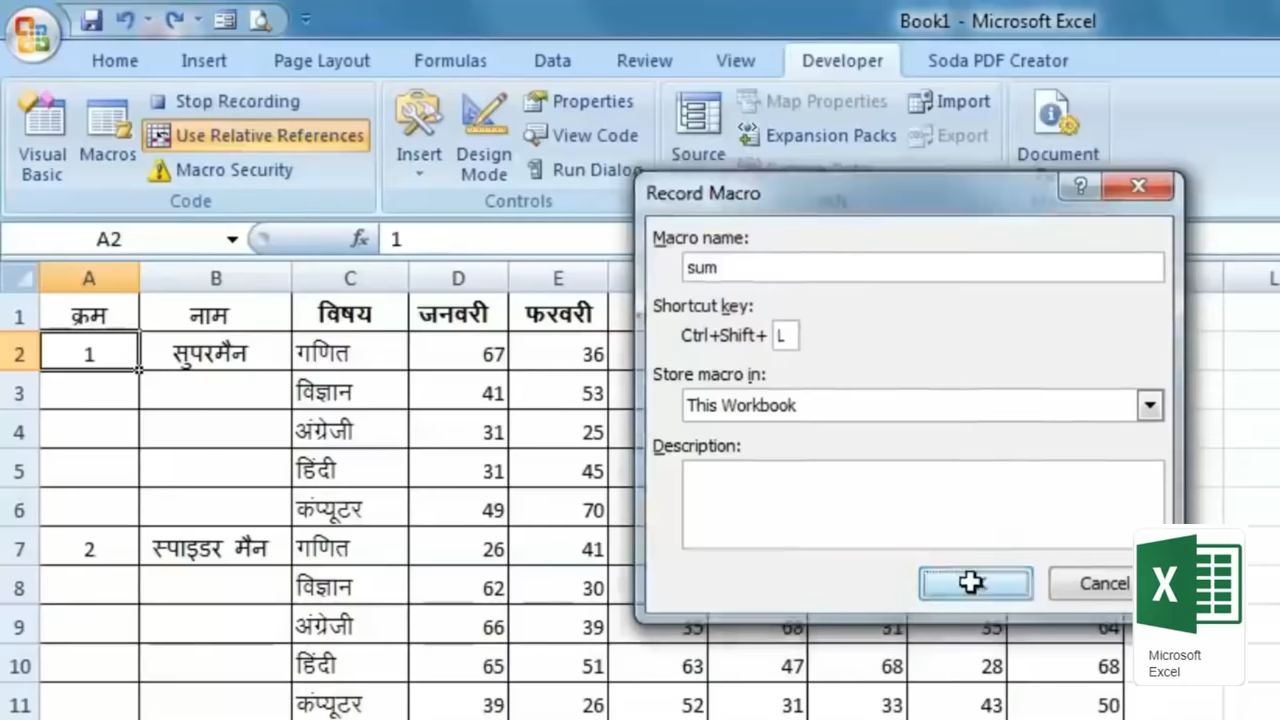 Book1 - Microsoft Excel
Home Insert Page Layout Formulas Data Review View Developer Soda PDF Creator
Visual Basic
Macros
Stop Recording
Use Relative References
Macro Security
Code
Insert
Design Mode
Properties
View Code
Run Dialog
Controls
Source
Map Properties
Expansion Packs
Import
Export
Document
A2 fx 1
A B C D E L
1 क्रम नाम विषय जनवरी फरवरी
2 1 सुपरमैन गणित 67 36
3 विज्ञान 41 53
4 अंग्रेजी 31 25
5 हिंदी 31 45
6 कंप्यूटर 49 70
7 2 स्पाइडर मैन गणित 26 41
8 विज्ञान 62 30
9 अंग्रेजी 66 39 35 68 31 35 64
10 हिंदी 65 51 63 47 68 28 68
11 कंप्यूटर 39 26 52 31 33 43 50
Record Macro
Macro name:
sum
Shortcut key:
Ctrl+Shift+ L
Store macro in:
This Workbook
Description:
Cancel
Microsoft
Excel